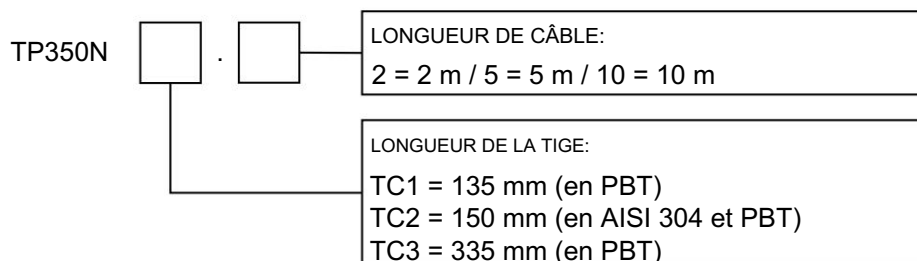 TP350N .
LONGUEUR DE CÂBLE:
2 = 2 m / 5 = 5 m / 10 = 10 m
LONGUEUR DE LA TIGE:
TC1 = 135 mm (en PBT)
TC2 = 150 mm (en AISI 304 et PBT)
TC3 = 335 mm (en PBT)